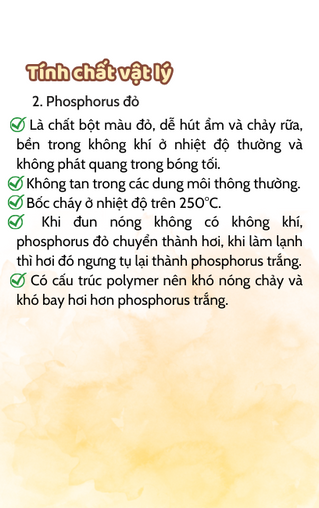 Tính chất vật lý
2. Phosphorus đỏ
Là chất bột màu đỏ, dễ hút ẩm và chảy rữa,
bền trong không khí ở nhiệt độ thường và
không phát quang trong bóng tối.
Không tan trong các dung môi thông thường.
Bốc cháy ở nhiệt độ trên 250°C.
Khi đun nóng không có không khí,
phosphorus đỏ chuyển thành hơi, khi làm lạnh
thì hơi đó ngưng tụ lại thành phosphorus trắng.
Có cấu trúc polymer nên khó nóng chảy và
khó bay hơi hơn phosphorus trắng.